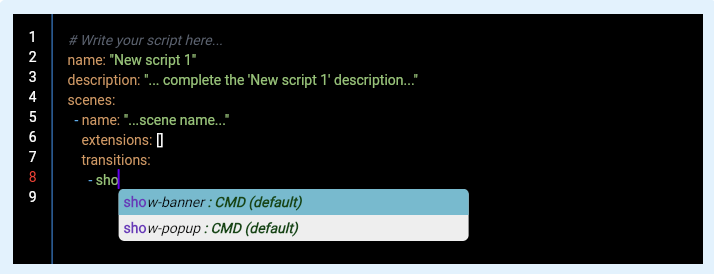 1 # Write your script here...
2 name: "New script 1"
3 description: "... complete the 'New script 1' description..."
4 scenes:
5 - name: "...scene name..."
6 extensions: []
7 transitions:
8 - sho
9
show-banner : CMD (default)
show-popup : CMD (default)